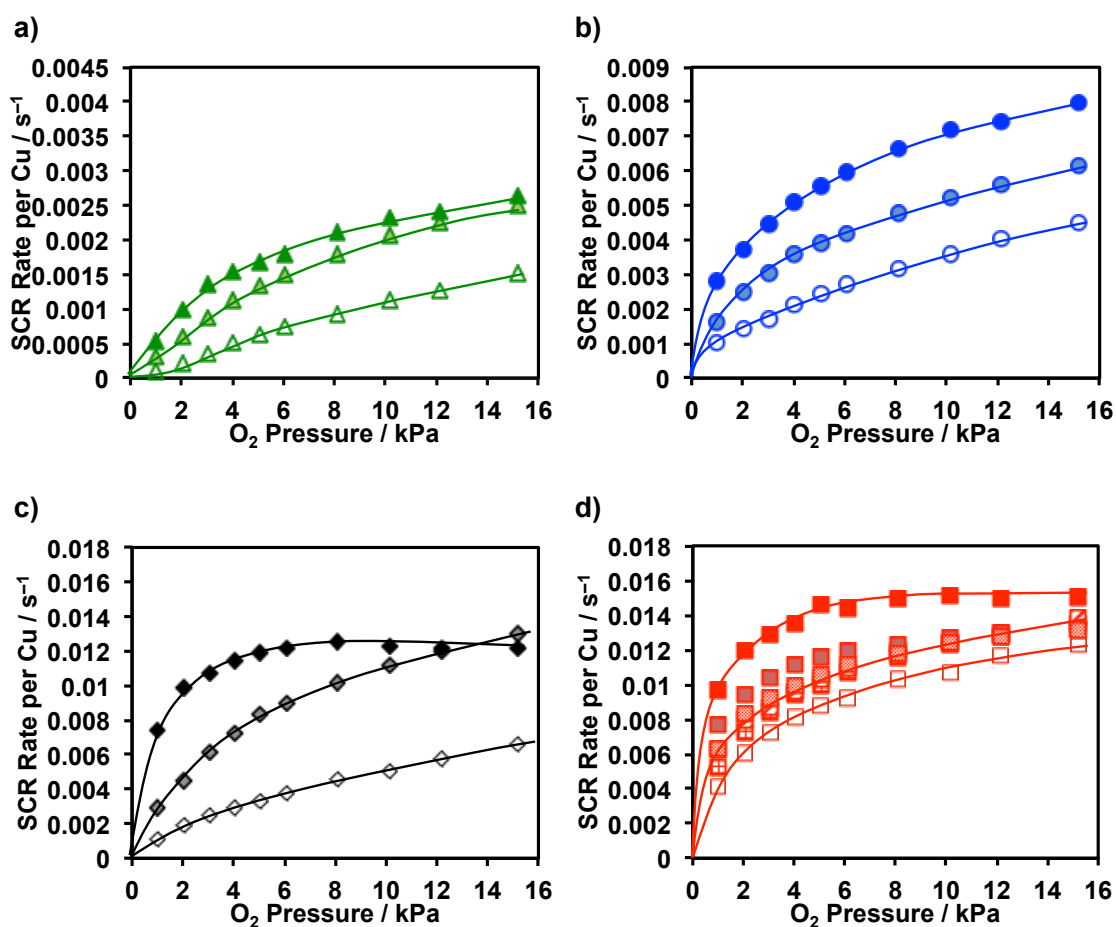 a)
0.0045
0.004
0.0035
0.003
0.0025
0.002
0.0015
0.001
0.0005
0
SCR Rate per Cu / s⁻¹
0 2 4 6 8 10 12 14 16
O₂ Pressure / kPa
b)
0.009
0.008
0.007
0.006
0.005
0.004
0.003
0.002
0.001
0
SCR Rate per Cu / s⁻¹
0 2 4 6 8 10 12 14 16
O₂ Pressure / kPa
c)
0.018
0.016
0.014
0.012
0.01
0.008
0.006
0.004
0.002
0
SCR Rate per Cu / s⁻¹
0 2 4 6 8 10 12 14 16
O₂ Pressure / kPa
d)
0.018
0.016
0.014
0.012
0.01
0.008
0.006
0.004
0.002
0
SCR Rate per Cu / s⁻¹
0 2 4 6 8 10 12 14 16
O₂ Pressure / kPa